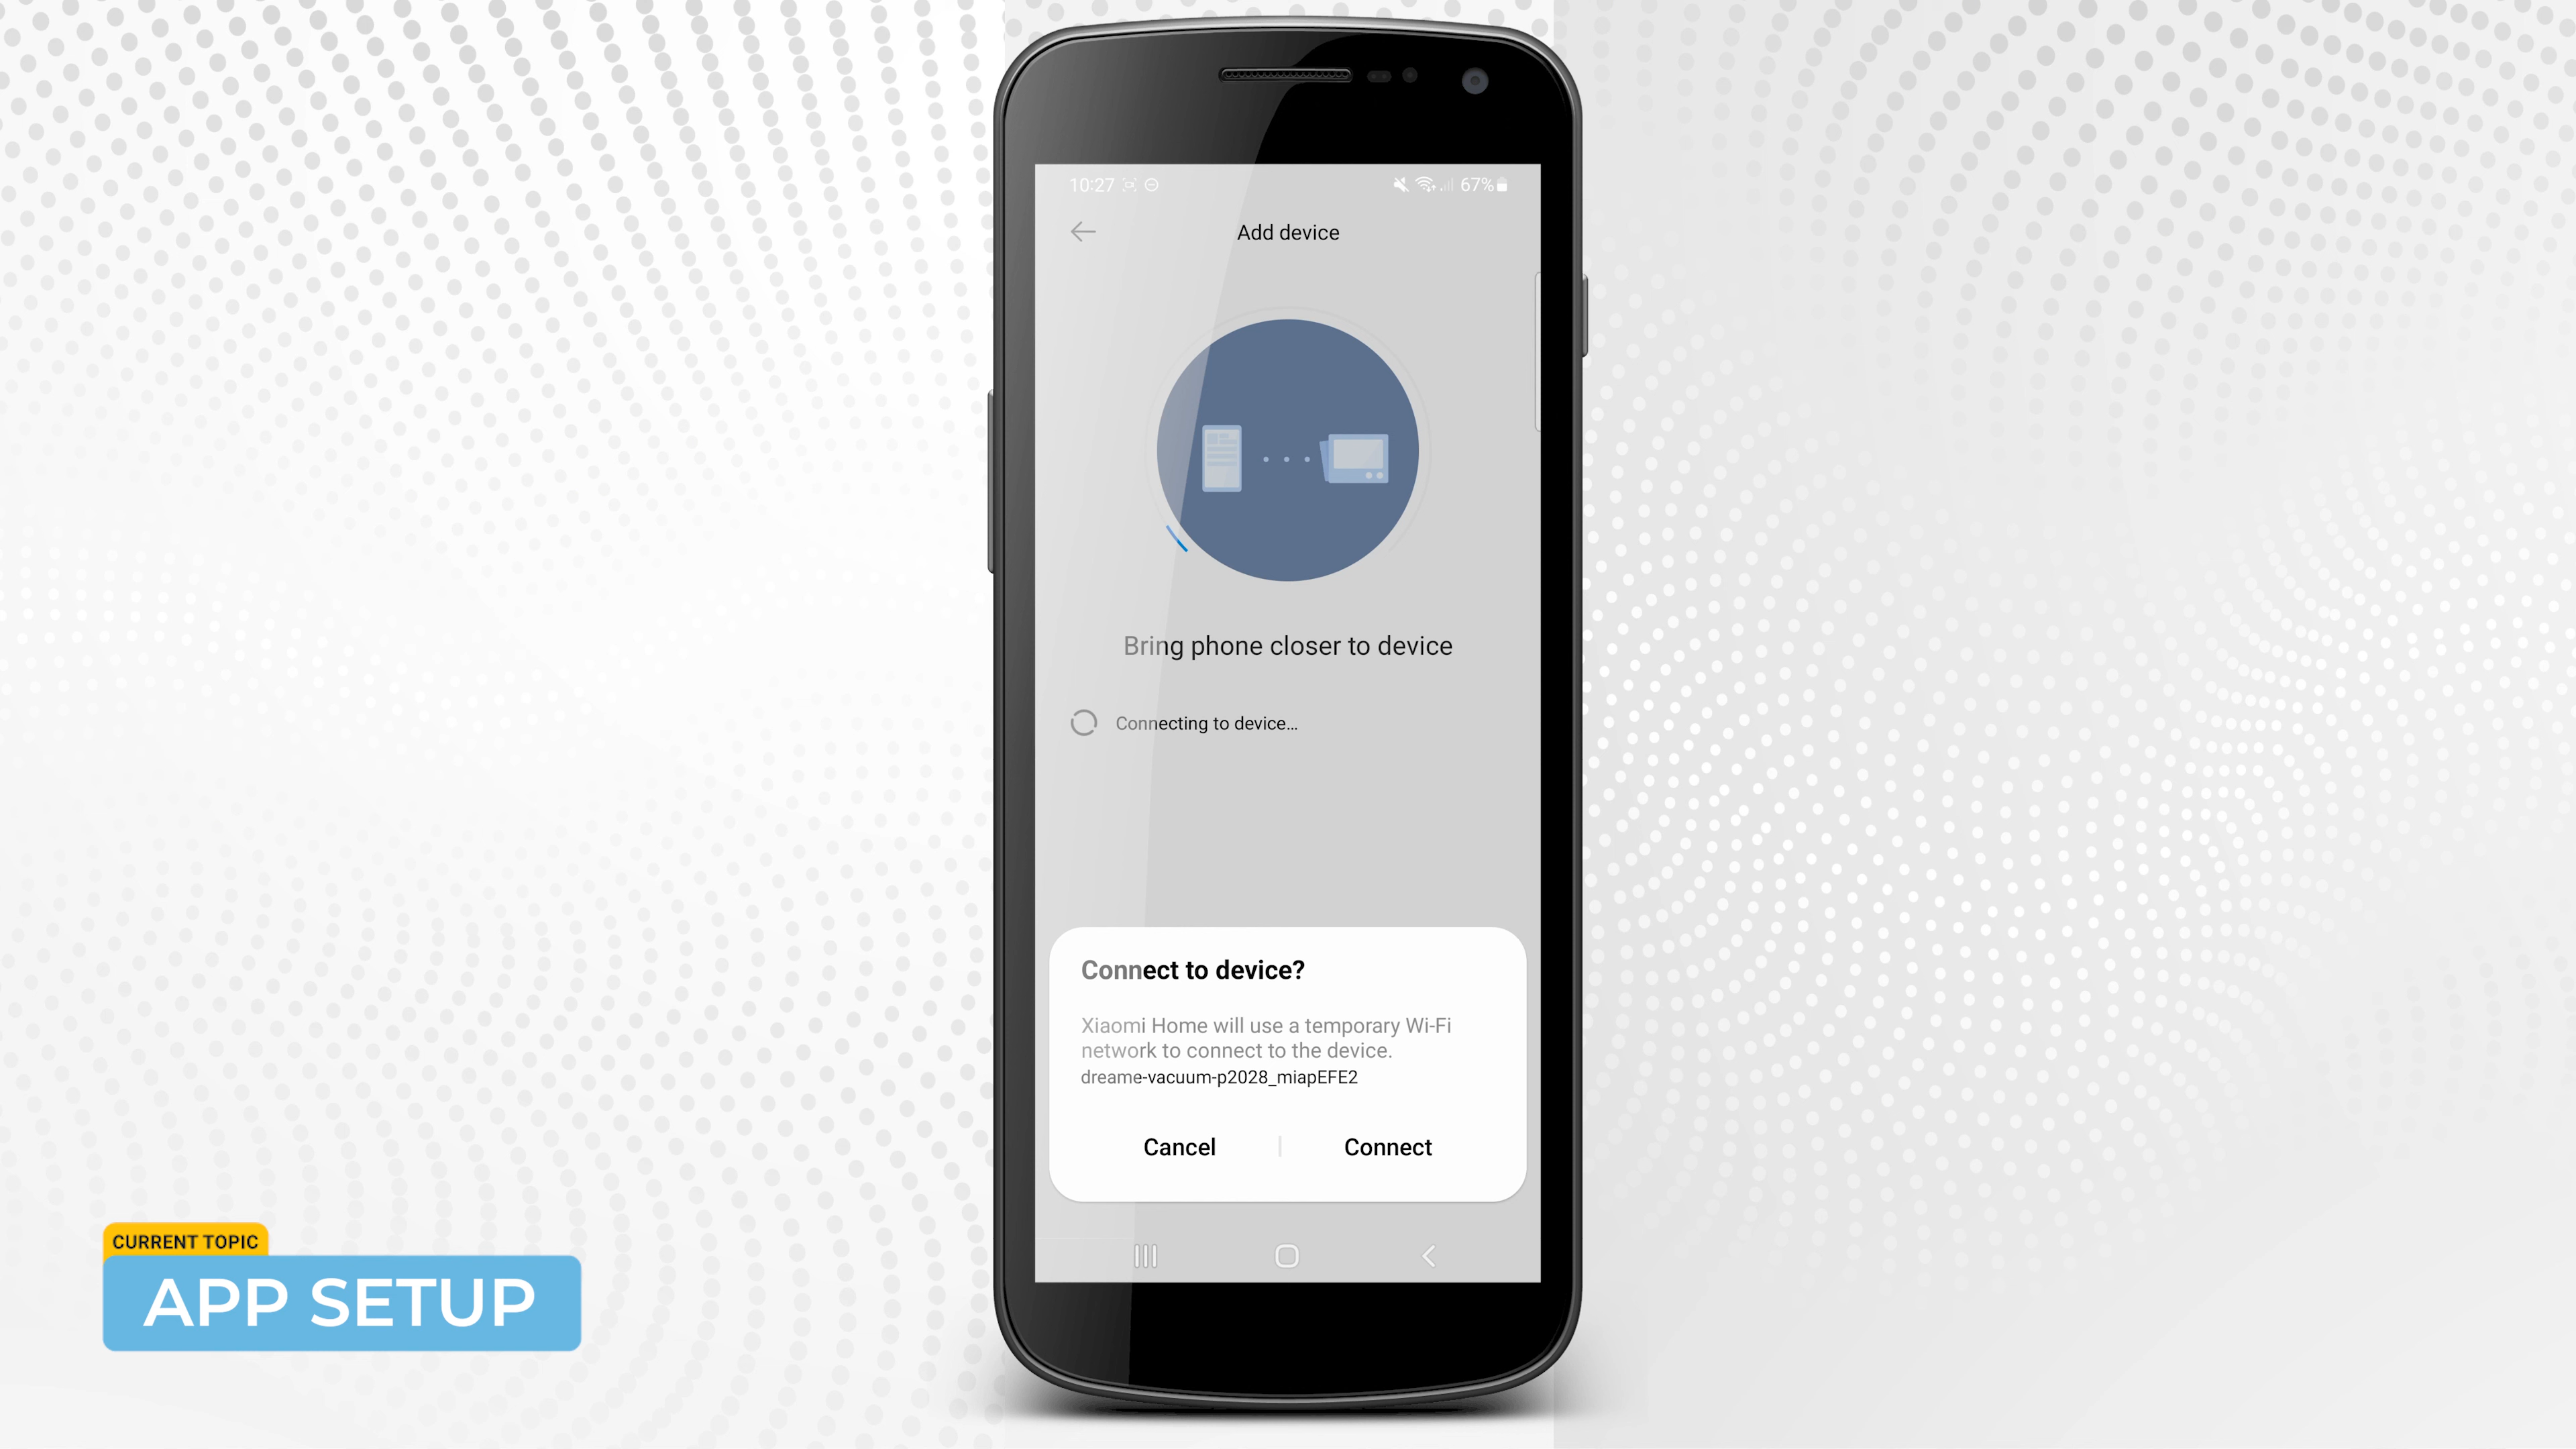 10:27
67%
Add device
Bring phone closer to device
Connecting to device...
Connect to device?
Xiaomi Home will use a temporary Wi-Fi
network to connect to the device.
dreame-vacuum-p2028_miapEFE2
Cancel
Connect
CURRENT TOPIC
APP SETUP